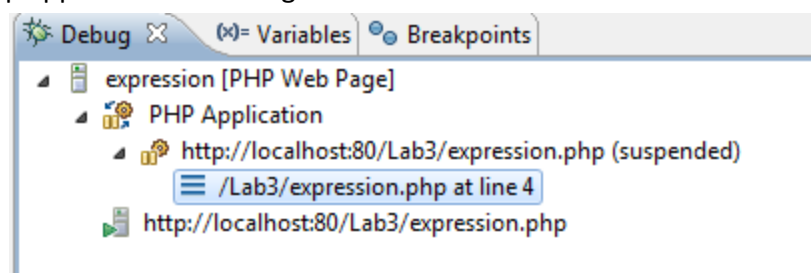 Debug (x)= Variables Breakpoints
expression [PHP Web Page]
PHP Application
http://localhost:80/Lab3/expression.php (suspended)
/Lab3/expression.php at line 4
http://localhost:80/Lab3/expression.php